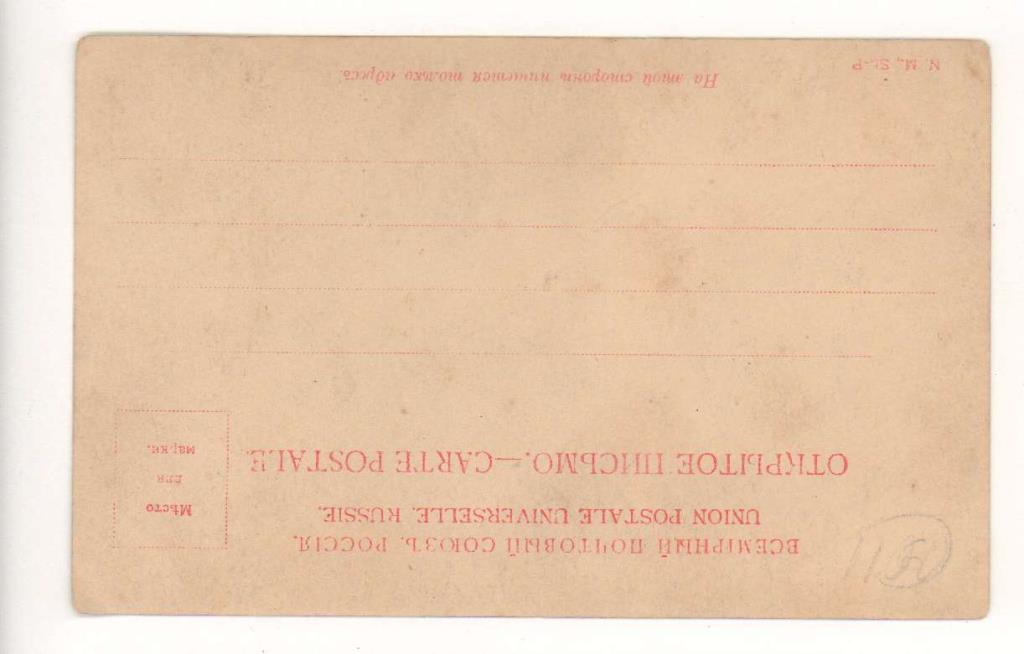 ВСЕМІРНЫЙ ПОЧТОВЫЙ СОЮЗЪ. РОССІЯ.
UNION POSTALE UNIVERSELLE. RUSSIE.
ОТКРЫТОЕ ПИСЬМО.—CARTE POSTALE.
Мѣсто
для
марки.
На этой сторонѣ пишется только адресъ.
N. M., St.-P